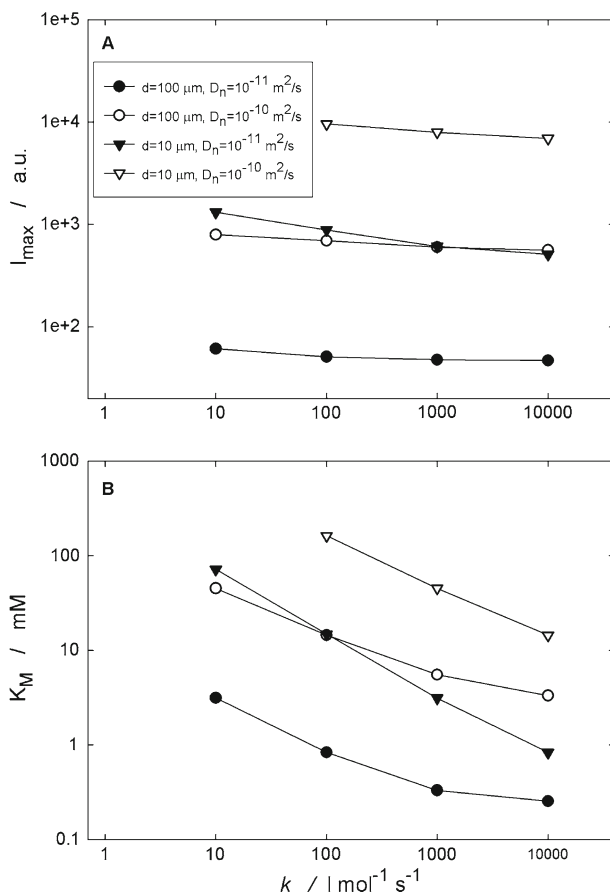 1e+5
A
d=100 μm, Dn=10⁻¹¹ m²/s
d=100 μm, Dn=10⁻¹⁰ m²/s
d=10 μm, Dn=10⁻¹¹ m²/s
d=10 μm, Dn=10⁻¹⁰ m²/s
1e+4
1e+3
1e+2
Imax / a.u.
1 10 100 1000 10000
1000
B
100
10
1
0.1
KM / mM
1 10 100 1000 10000
k / l mol⁻¹ s⁻¹